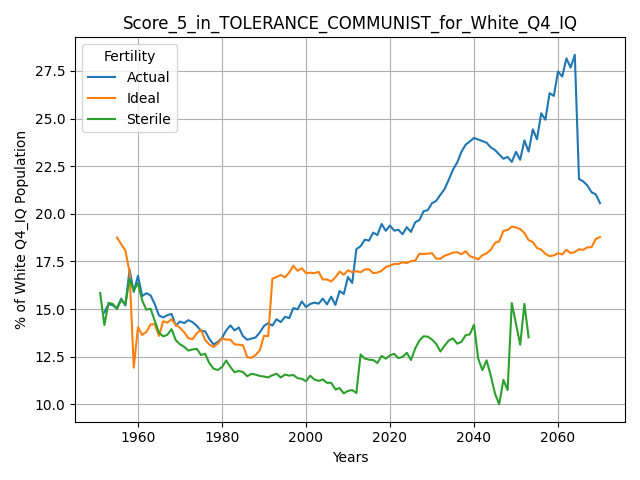 Score_5_in_TOLERANCE_COMMUNIST_for_White_Q4_IQ
Fertility
Actual
Ideal
Sterile
% of White Q4_IQ Population
27.5
25.0
22.5
20.0
17.5
15.0
12.5
10.0
1960 1980 2000 2020 2040 2060
Years